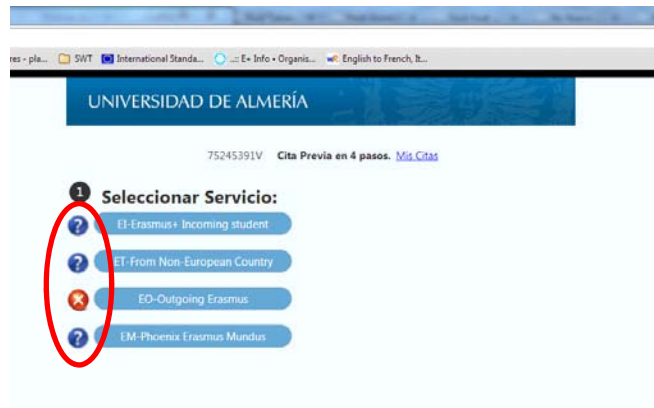 res - pla... SWT International Standa... ..:: E+ Info • Organis... English to French, It...
UNIVERSIDAD DE ALMERÍA
75245391V Cita Previa en 4 pasos. Mis Citas
1 Seleccionar Servicio:
? EI-Erasmus+ Incoming student
? ET-From Non-European Country
EO-Outgoing Erasmus
? EM-Phoenix Erasmus Mundus